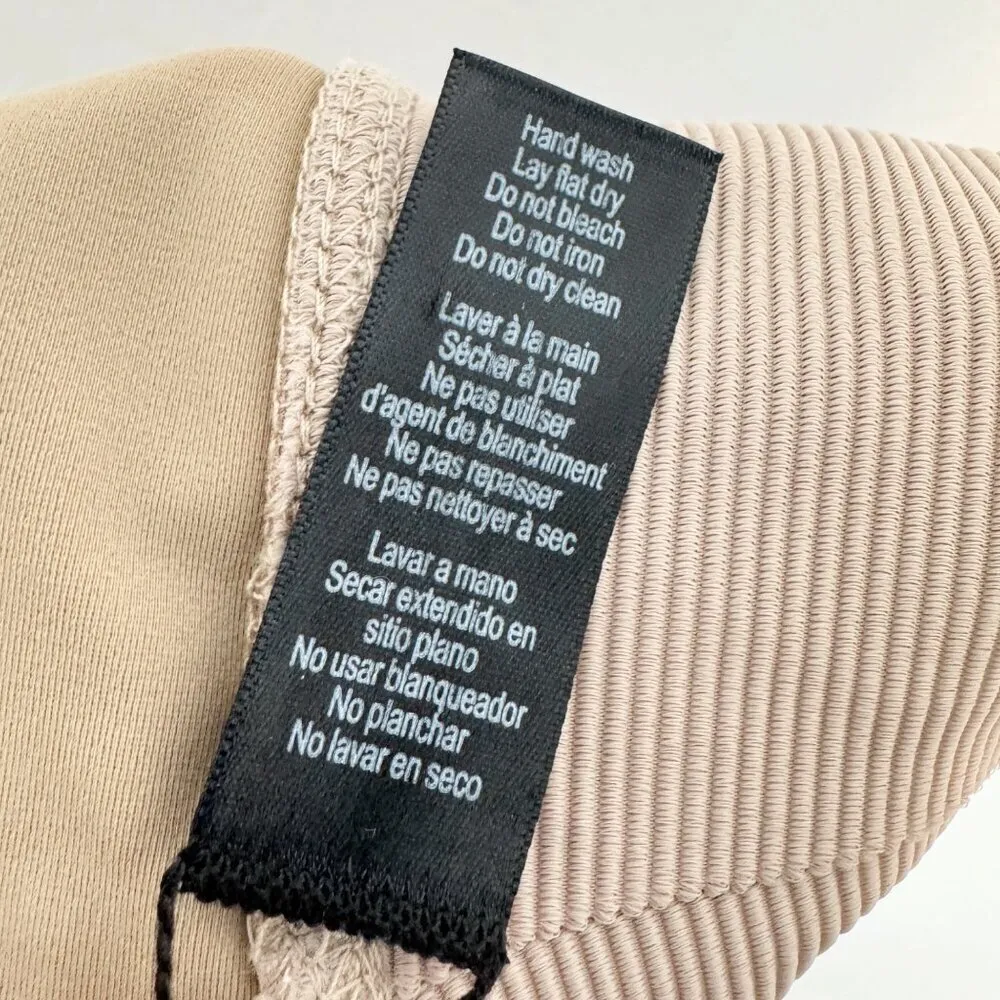 Hand wash
Lay flat dry
Do not bleach
Do not iron
Do not dry clean
Laver à la main
Sécher à plat
Ne pas utiliser
d'agent de blanchiment
Ne pas repasser
Ne pas nettoyer à sec
Lavar a mano
Secar extendido en
sitio plano
No usar blanqueador
No planchar
No lavar en seco